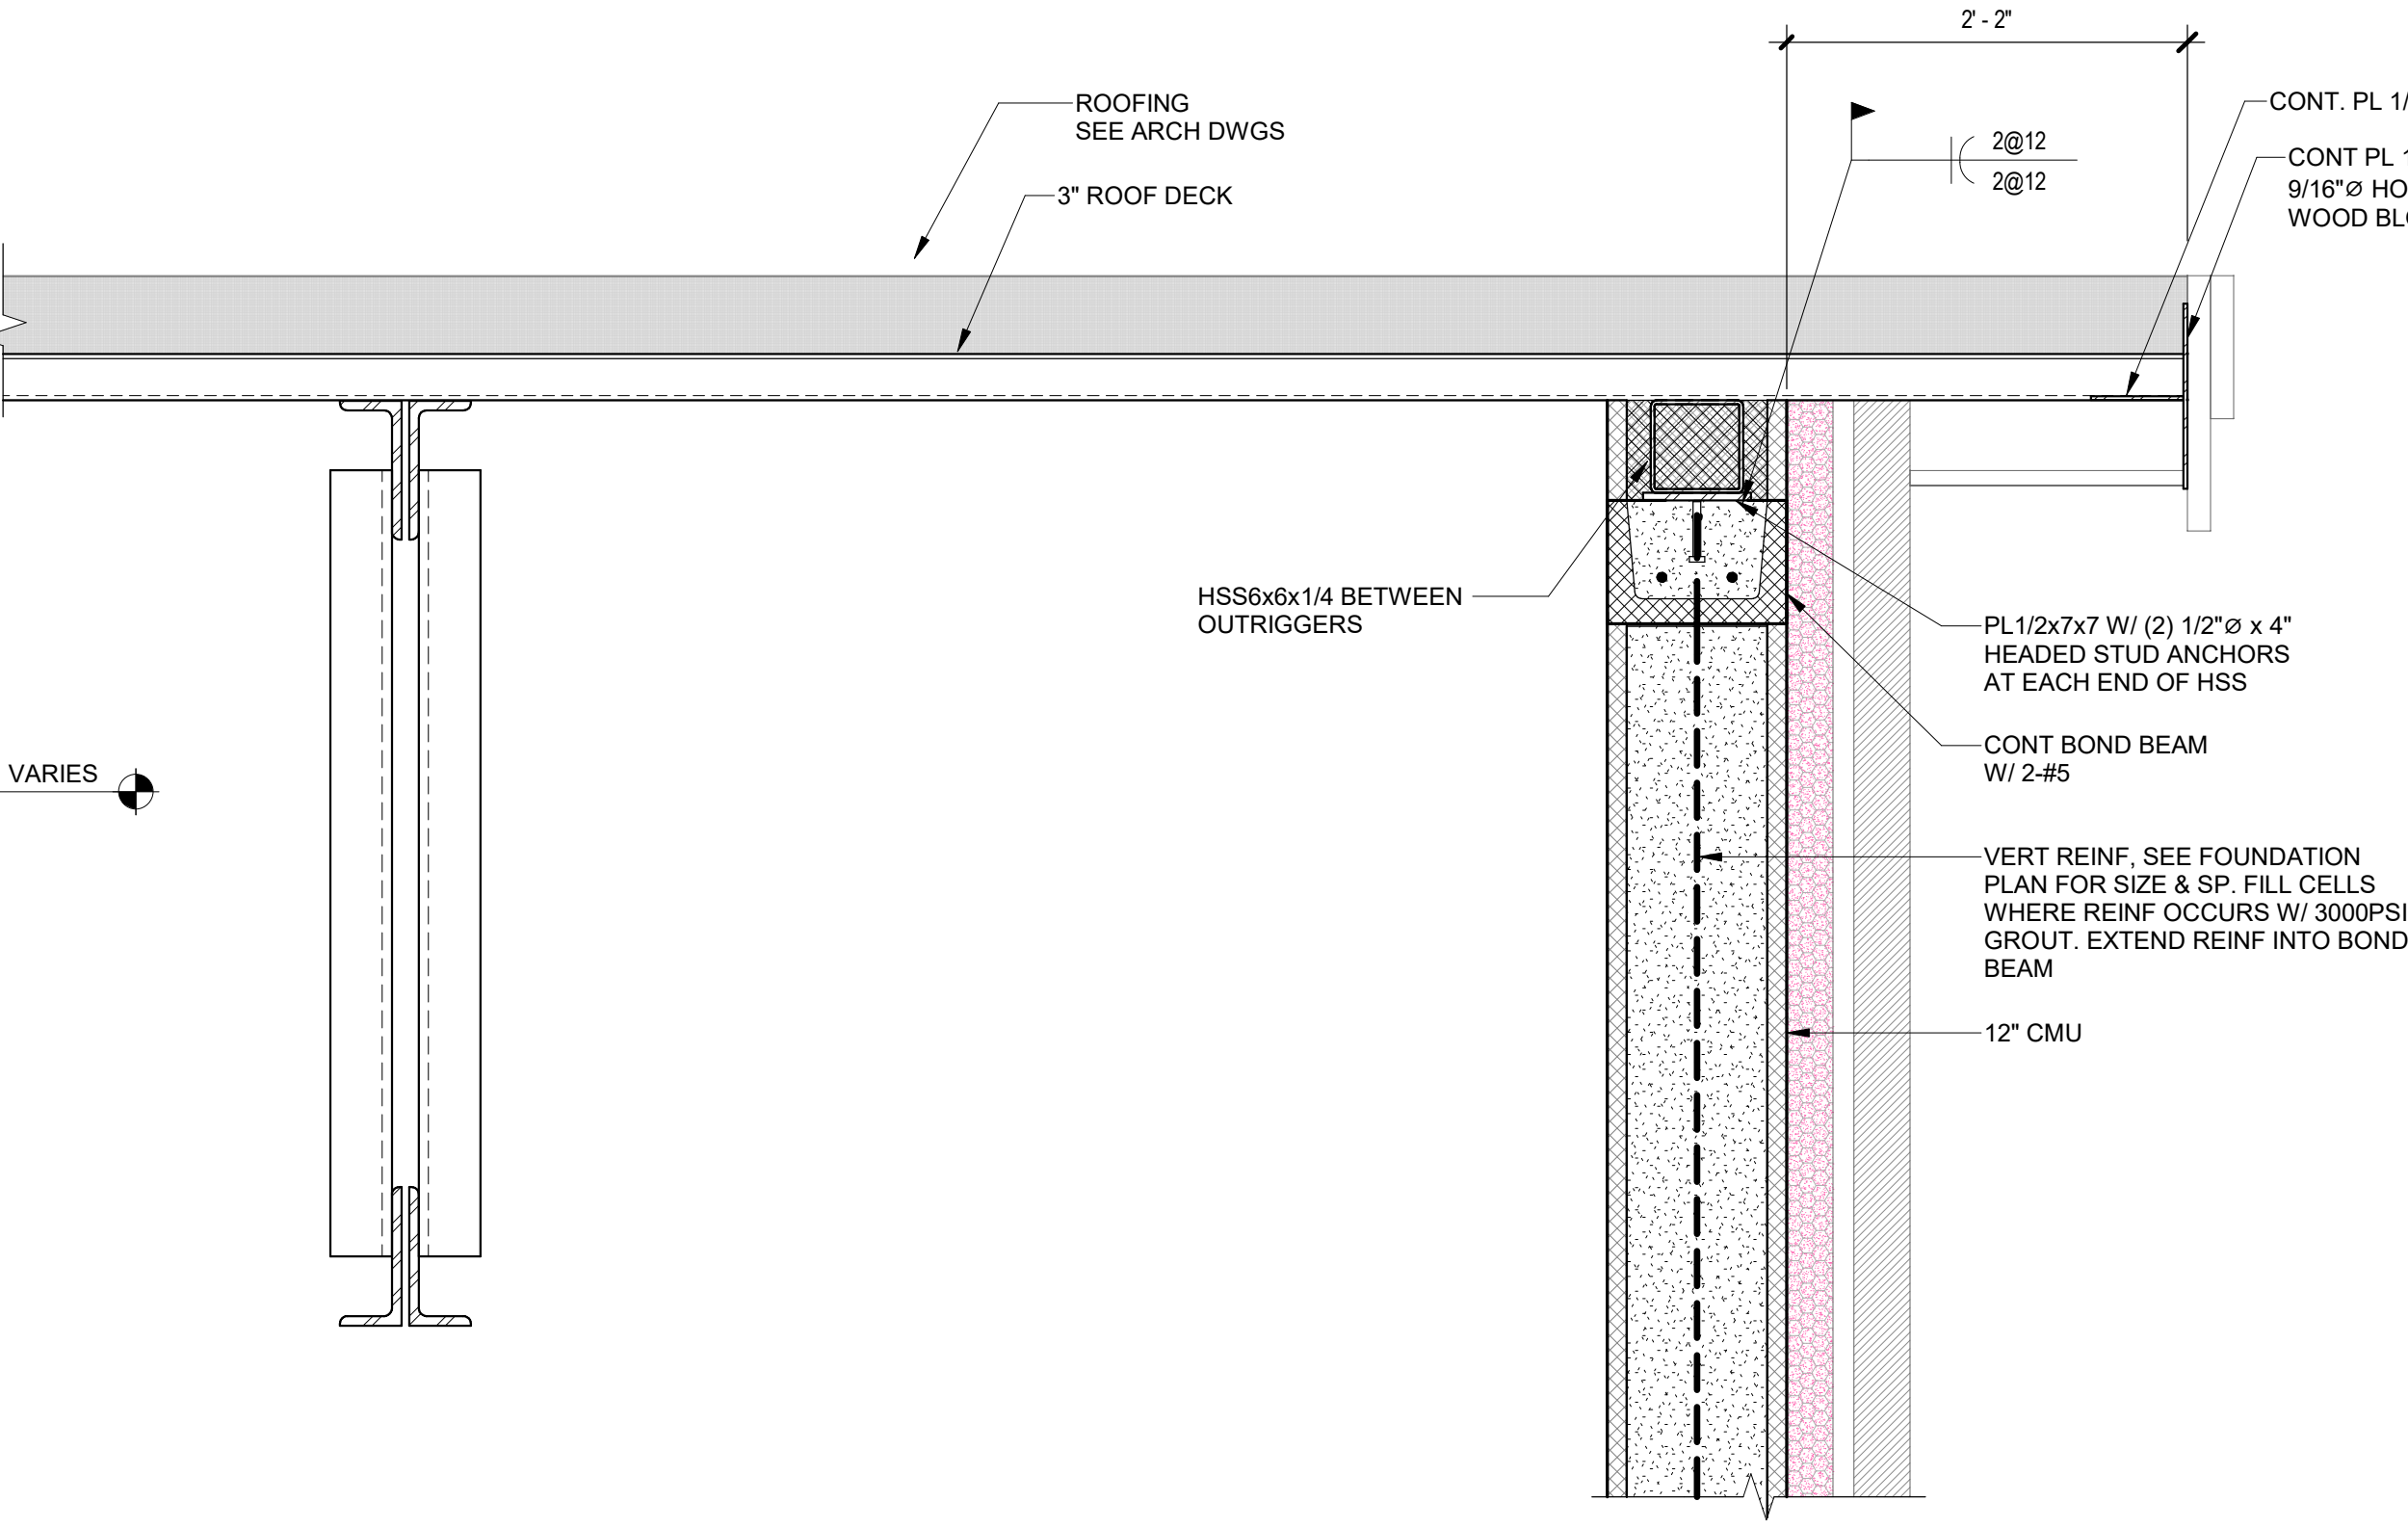 2' - 2"
ROOFING
SEE ARCH DWGS
3" ROOF DECK
2@12
2@12
CONT. PL 1/
CONT PL 1
9/16"Ø HO
WOOD BLO
HSS6x6x1/4 BETWEEN
OUTRIGGERS
PL1/2x7x7 W/ (2) 1/2"Ø x 4"
HEADED STUD ANCHORS
AT EACH END OF HSS
CONT BOND BEAM
W/ 2-#5
VARIES
VERT REINF, SEE FOUNDATION
PLAN FOR SIZE & SP. FILL CELLS
WHERE REINF OCCURS W/ 3000PSI
GROUT. EXTEND REINF INTO BOND
BEAM
12" CMU